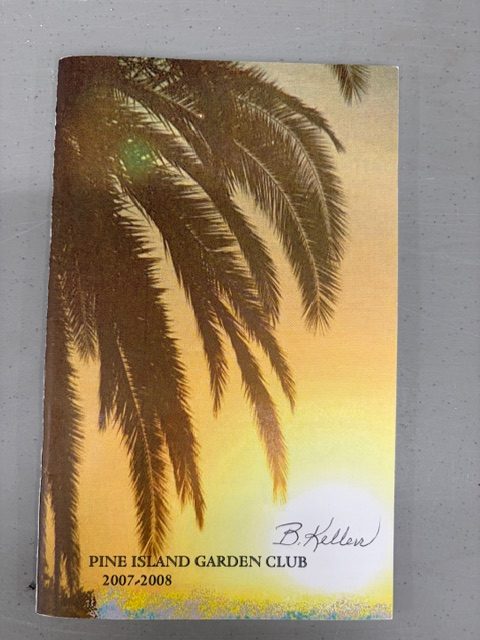 B. Keller
PINE ISLAND GARDEN CLUB
2007-2008